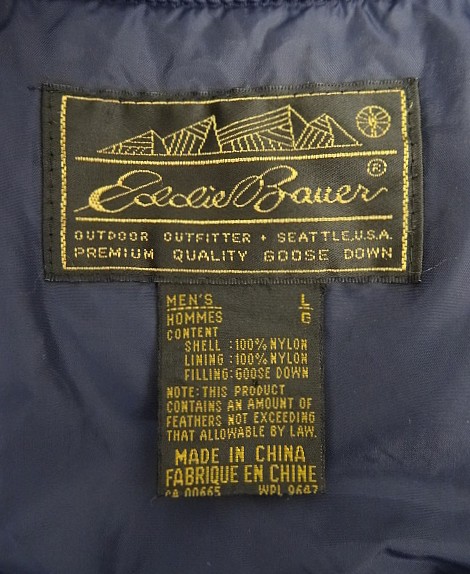 Eddie Bauer ®
OUTDOOR OUTFITTER • SEATTLE, U.S.A.
PREMIUM QUALITY GOOSE DOWN
MEN'S L
HOMMES G
CONTENT
SHELL : 100% NYLON
LINING : 100% NYLON
FILLING: GOOSE DOWN
NOTE: THIS PRODUCT
CONTAINS AN AMOUNT OF
FEATHERS NOT EXCEEDING
THAT ALLOWABLE BY LAW.
MADE IN CHINA
FABRIQUE EN CHINE
CA 00665 WPL 9647